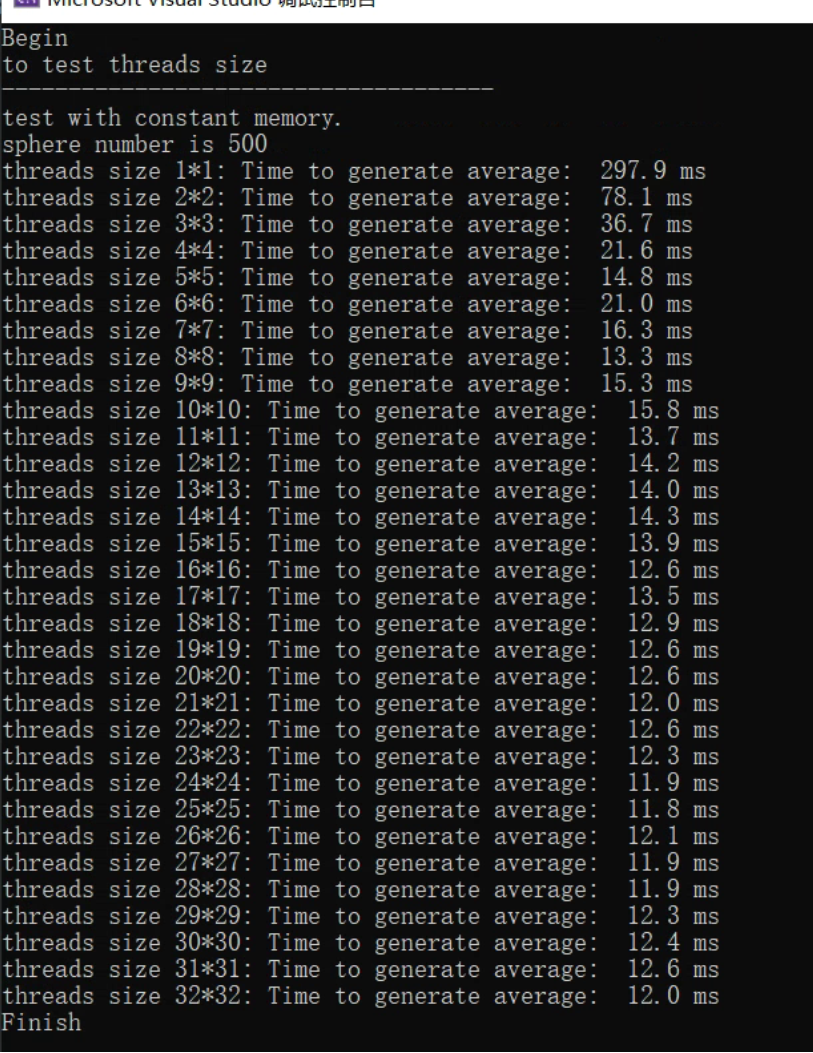 Microsoft Visual Studio 调试控制台
Begin
to test threads size
-------------------------------------
test with constant memory.
sphere number is 500
threads size 1*1: Time to generate average:  297.9 ms
threads size 2*2: Time to generate average:  78.1 ms
threads size 3*3: Time to generate average:  36.7 ms
threads size 4*4: Time to generate average:  21.6 ms
threads size 5*5: Time to generate average:  14.8 ms
threads size 6*6: Time to generate average:  21.0 ms
threads size 7*7: Time to generate average:  16.3 ms
threads size 8*8: Time to generate average:  13.3 ms
threads size 9*9: Time to generate average:  15.3 ms
threads size 10*10: Time to generate average:  15.8 ms
threads size 11*11: Time to generate average:  13.7 ms
threads size 12*12: Time to generate average:  14.2 ms
threads size 13*13: Time to generate average:  14.0 ms
threads size 14*14: Time to generate average:  14.3 ms
threads size 15*15: Time to generate average:  13.9 ms
threads size 16*16: Time to generate average:  12.6 ms
threads size 17*17: Time to generate average:  13.5 ms
threads size 18*18: Time to generate average:  12.9 ms
threads size 19*19: Time to generate average:  12.6 ms
threads size 20*20: Time to generate average:  12.6 ms
threads size 21*21: Time to generate average:  12.0 ms
threads size 22*22: Time to generate average:  12.6 ms
threads size 23*23: Time to generate average:  12.3 ms
threads size 24*24: Time to generate average:  11.9 ms
threads size 25*25: Time to generate average:  11.8 ms
threads size 26*26: Time to generate average:  12.1 ms
threads size 27*27: Time to generate average:  11.9 ms
threads size 28*28: Time to generate average:  11.9 ms
threads size 29*29: Time to generate average:  12.3 ms
threads size 30*30: Time to generate average:  12.4 ms
threads size 31*31: Time to generate average:  12.6 ms
threads size 32*32: Time to generate average:  12.0 ms
Finish